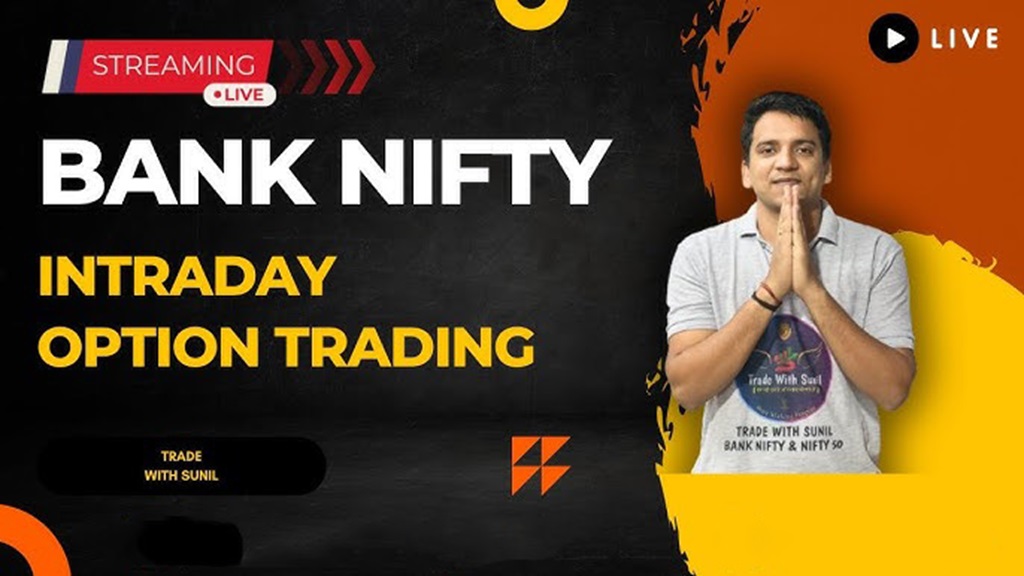 STREAMING
• LIVE
LIVE
BANK NIFTY
INTRADAY
OPTION TRADING
TRADE
WITH SUNIL
Trade With Sunil
TRADE WITH SUNIL
BANK NIFTY & NIFTY 50